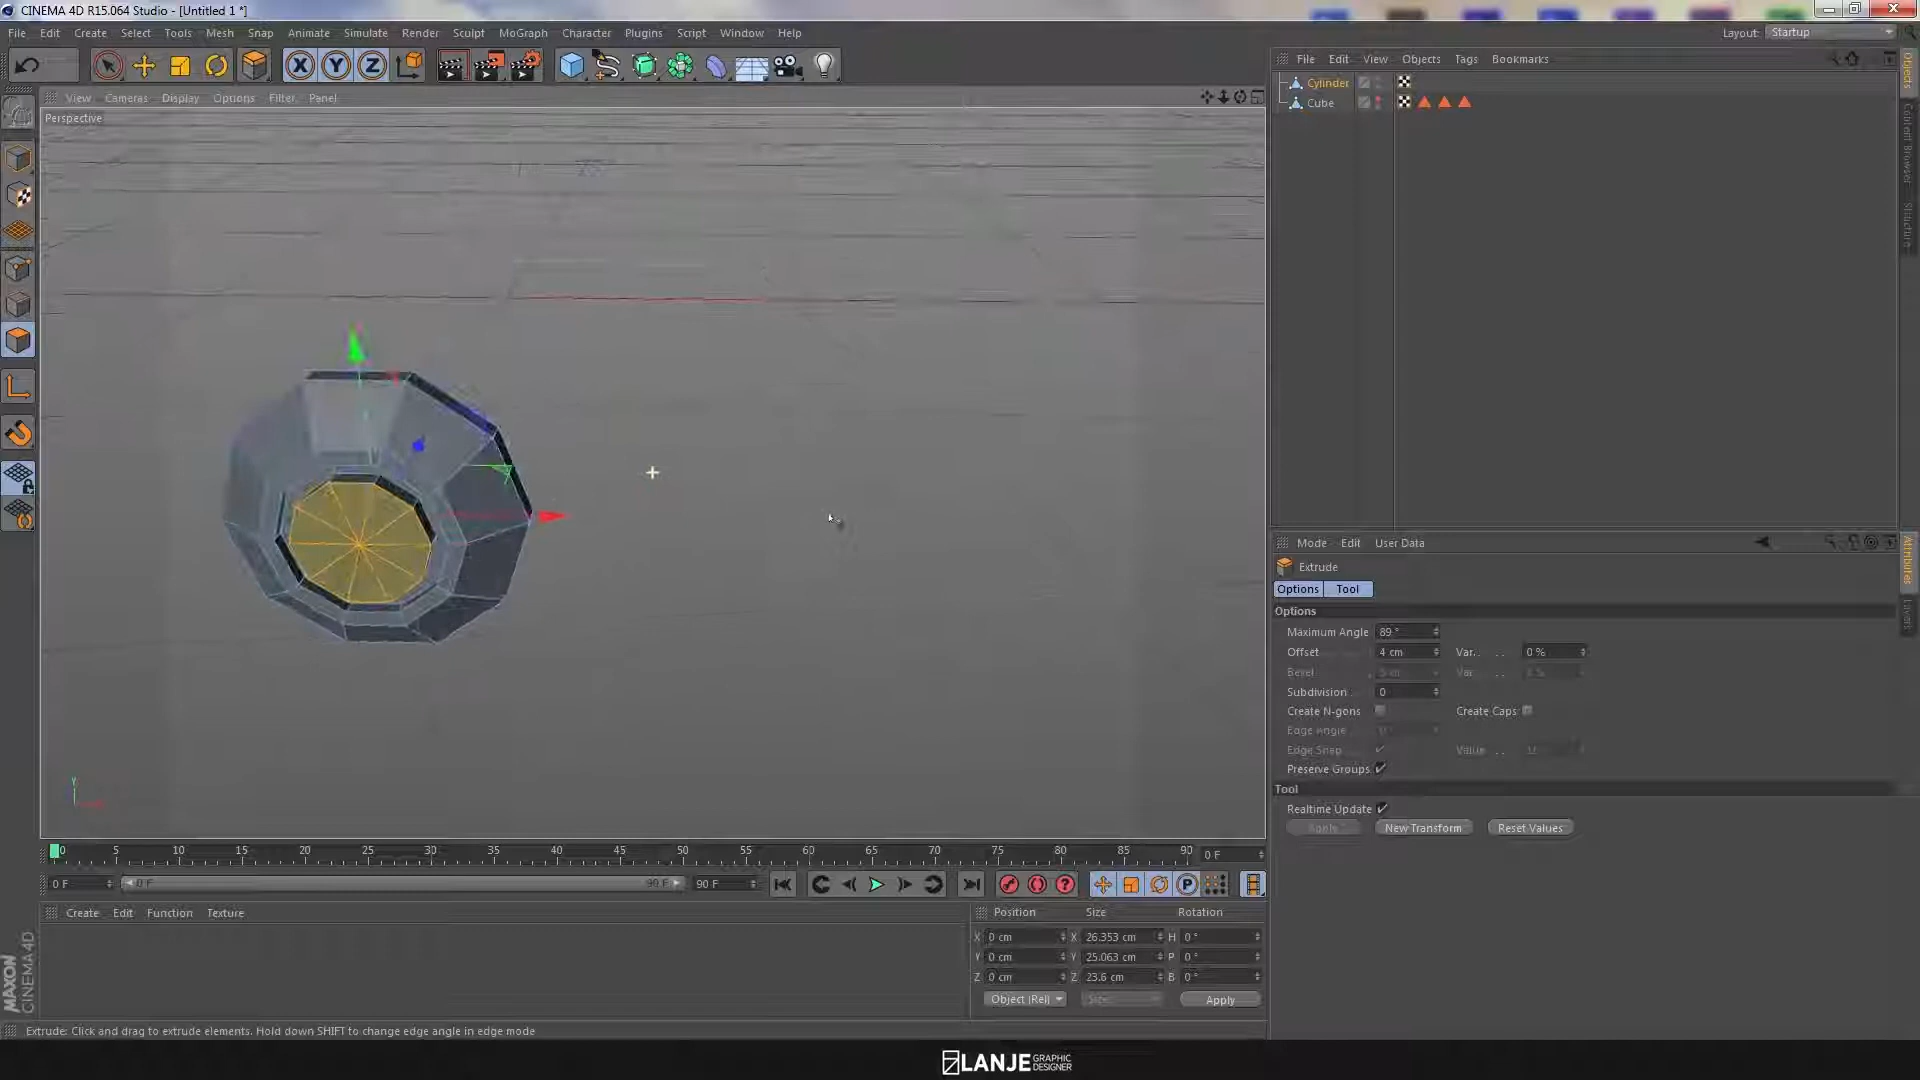 CINEMA 4D R15.064 Studio - [Untitled 1 *]
File Edit Create Select Tools Mesh Snap Animate Simulate Render Sculpt MoGraph Character Plugins Script Window Help
Layout: Startup
X Y Z
View Cameras Display Options Filter Panel
Perspective
File Edit View Objects Tags Bookmarks
Cylinder
Cube
Objects
Content Browser
Structure
Mode Edit User Data
Extrude
Options Tool
Options
Maximum Angle 89 °
Offset 4 cm Var. . . 0 %
Subdivision 0
Create N-gons Create Caps
Edge Angle
Edge Snap Value . .
Preserve Groups
Tool
Realtime Update
Apply New Transform Reset Values
Attributes
Layers
Y
0 5 10 15 20 25 30 35 40 45 50 55 60 65 70 75 80 85 90 0 F
0 F 0 F 90 F 90 F
P
Create Edit Function Texture
Position Size Rotation
X 0 cm X 26.353 cm H 0 °
Y 0 cm Y 25.063 cm P 0 °
Z 0 cm Z 23.6 cm B 0 °
Object (Rel) Size Apply
MAXON
CINEMA 4D
Extrude: Click and drag to extrude elements. Hold down SHIFT to change edge angle in edge mode
LANJE GRAPHIC DESIGNER